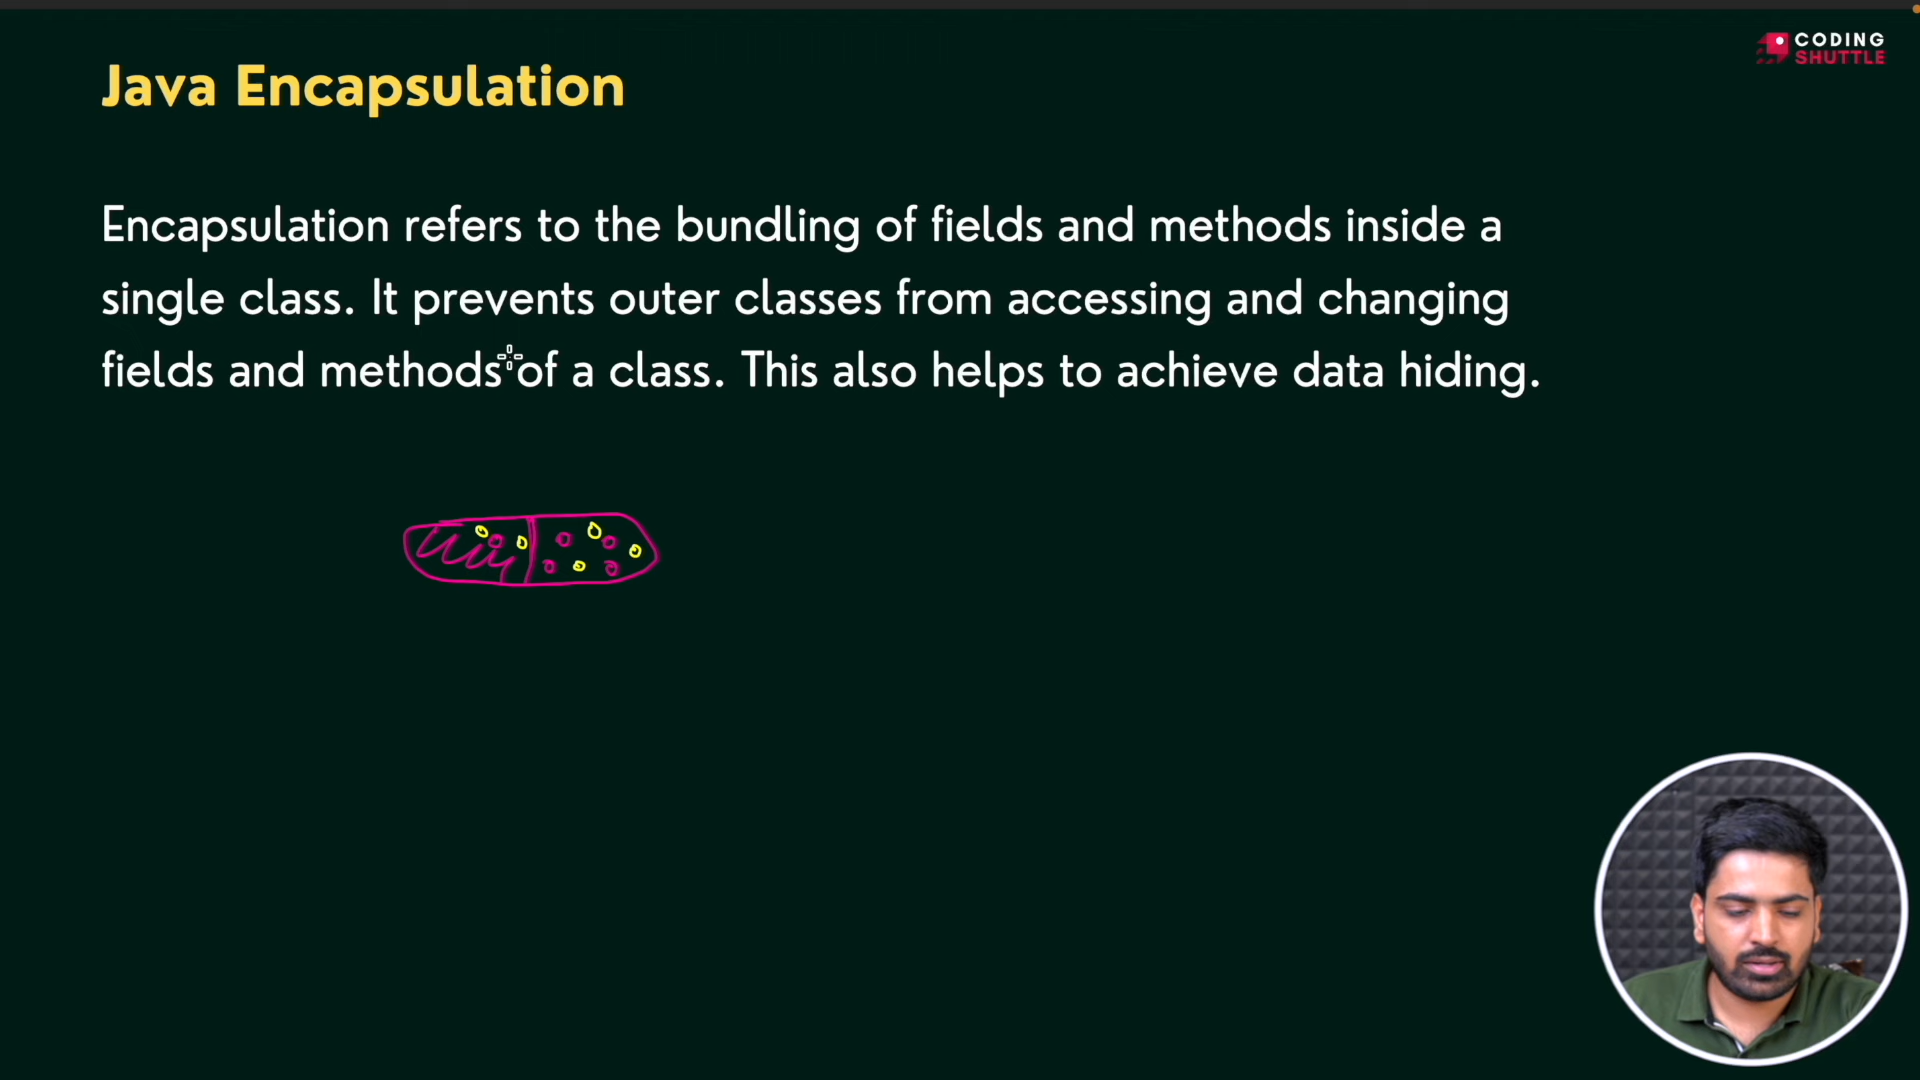 CODING
SHUTTLE
Java Encapsulation
Encapsulation refers to the bundling of fields and methods inside a
single class. It prevents outer classes from accessing and changing
fields and methods of a class. This also helps to achieve data hiding.